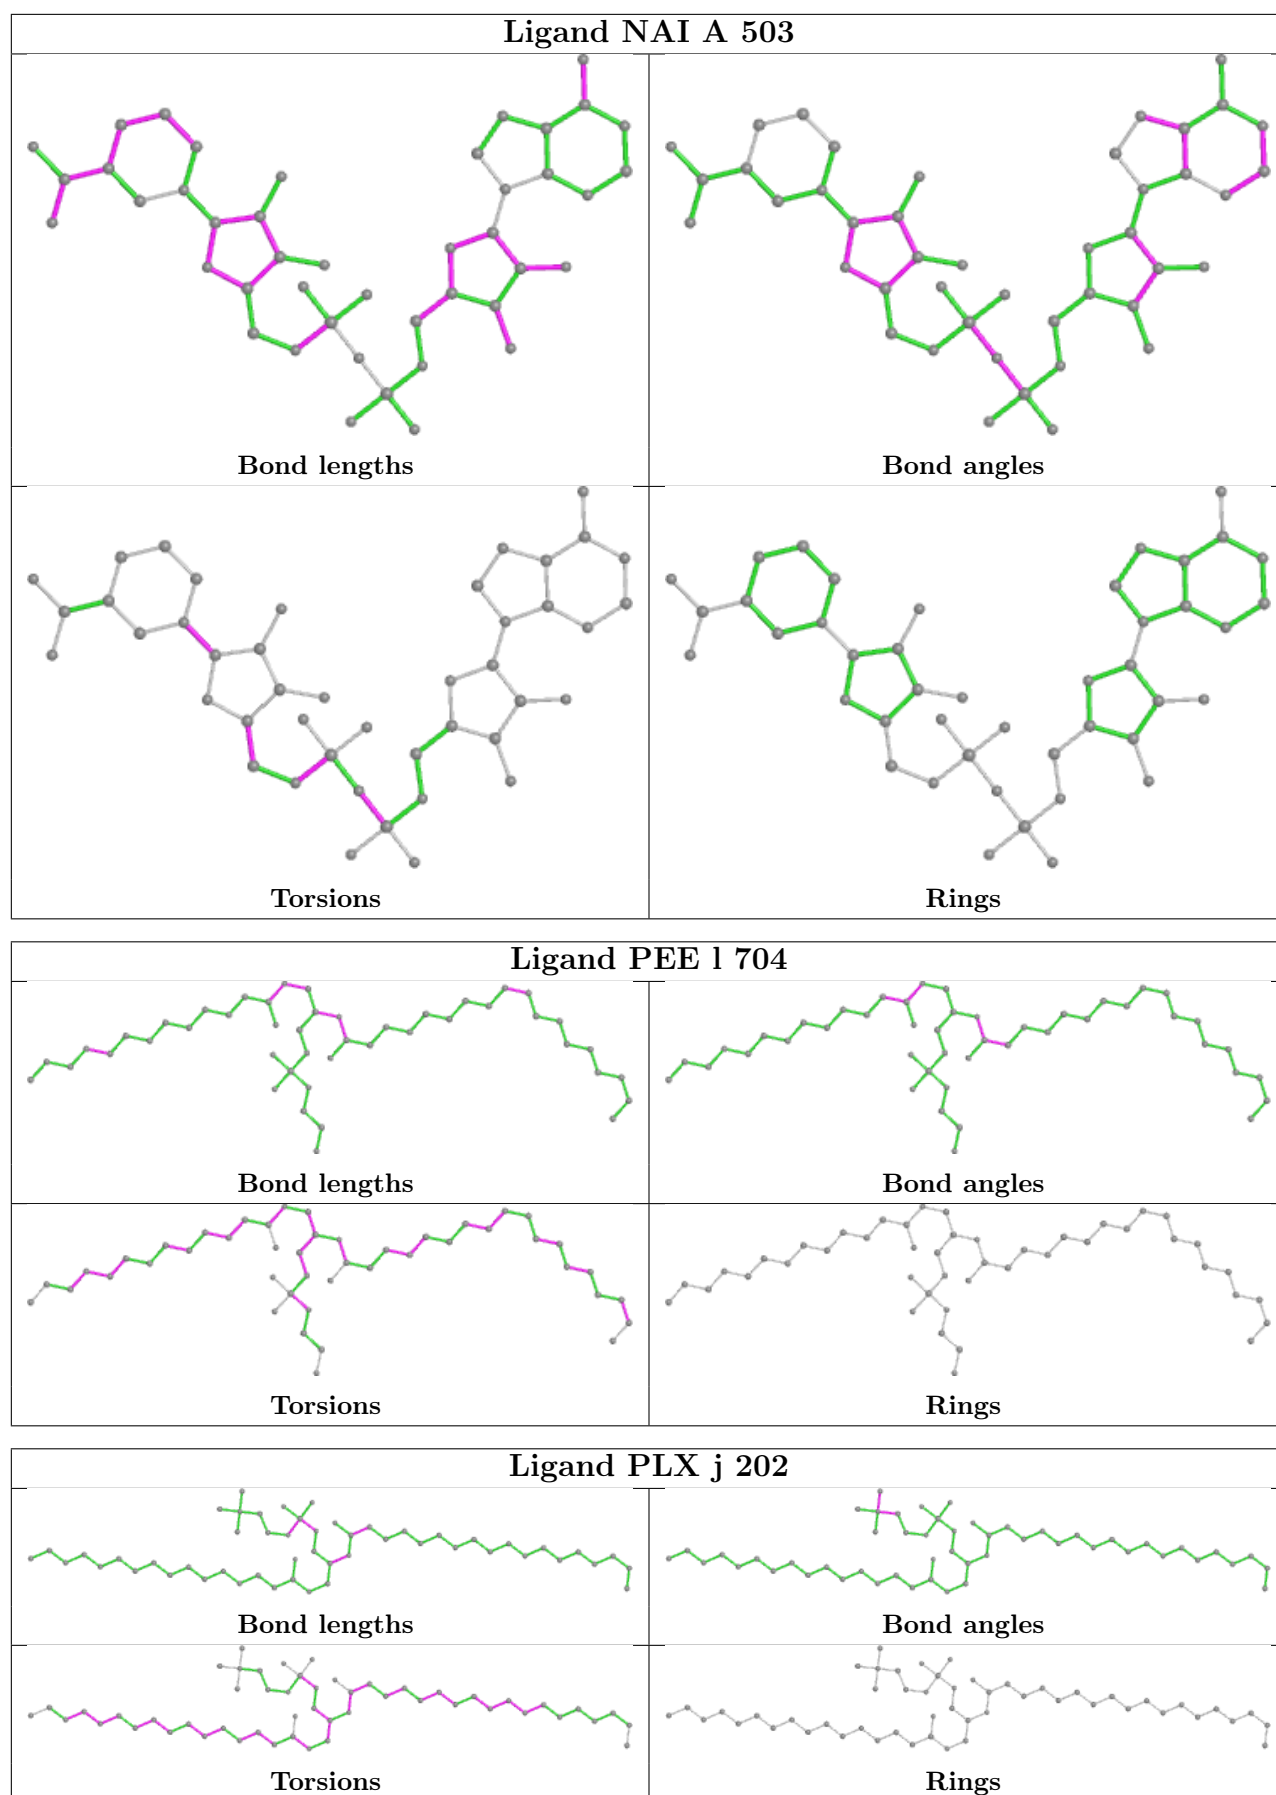 Ligand NAI A 503
Bond lengths
Bond angles
Torsions
Rings
Ligand PEE l 704
Bond lengths
Bond angles
Torsions
Rings
Ligand PLX j 202
Bond lengths
Bond angles
Torsions
Rings